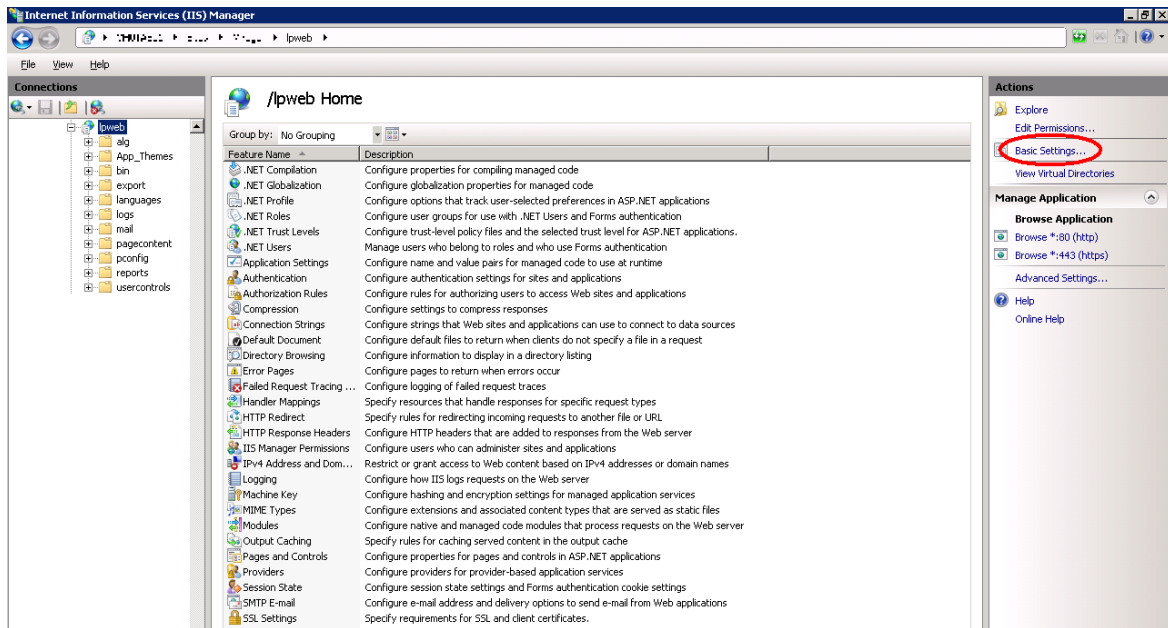 Internet Information Services (IIS) Manager
lpweb
File View Help
Connections
lpweb
alg
App_Themes
bin
export
languages
logs
mail
pagecontent
pconfig
reports
usercontrols
/lpweb Home
Group by: No Grouping
Feature Name Description
.NET Compilation Configure properties for compiling managed code
.NET Globalization Configure globalization properties for managed code
.NET Profile Configure options that track user-selected preferences in ASP.NET applications
.NET Roles Configure user groups for use with .NET Users and Forms authentication
.NET Trust Levels Configure trust-level policy files and the selected trust level for ASP.NET applications.
.NET Users Manage users who belong to roles and who use Forms authentication
Application Settings Configure name and value pairs for managed code to use at runtime
Authentication Configure authentication settings for sites and applications
Authorization Rules Configure rules for authorizing users to access Web sites and applications
Compression Configure settings to compress responses
Connection Strings Configure strings that Web sites and applications can use to connect to data sources
Default Document Configure default files to return when clients do not specify a file in a request
Directory Browsing Configure information to display in a directory listing
Error Pages Configure pages to return when errors occur
Failed Request Tracing ... Configure logging of failed request traces
Handler Mappings Specify resources that handle responses for specific request types
HTTP Redirect Specify rules for redirecting incoming requests to another file or URL
HTTP Response Headers Configure HTTP headers that are added to responses from the Web server
IIS Manager Permissions Configure users who can administer sites and applications
IPv4 Address and Dom... Restrict or grant access to Web content based on IPv4 addresses or domain names
Logging Configure how IIS logs requests on the Web server
Machine Key Configure hashing and encryption settings for managed application services
MIME Types Configure extensions and associated content types that are served as static files
Modules Configure native and managed code modules that process requests on the Web server
Output Caching Specify rules for caching served content in the output cache
Pages and Controls Configure properties for pages and controls in ASP.NET applications
Providers Configure providers for provider-based application services
Session State Configure session state settings and Forms authentication cookie settings
SMTP E-mail Configure e-mail address and delivery options to send e-mail from Web applications
SSL Settings Specify requirements for SSL and client certificates.
Actions
Explore
Edit Permissions...
Basic Settings...
View Virtual Directories
Manage Application
Browse Application
Browse *:80 (http)
Browse *:443 (https)
Advanced Settings...
Help
Online Help